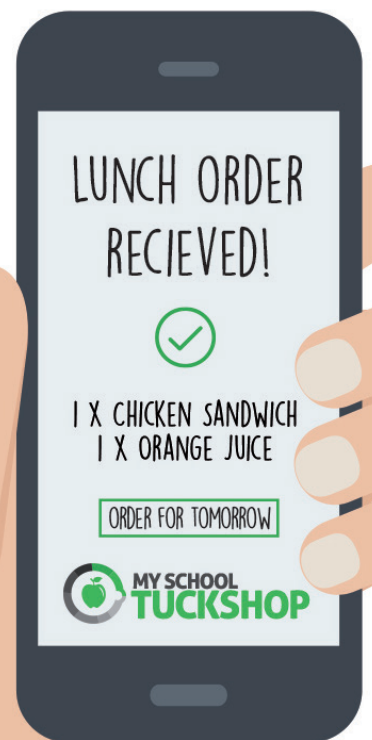 LUNCH ORDER
RECIEVED!
1 X CHICKEN SANDWICH
1 X ORANGE JUICE
ORDER FOR TOMORROW
MY SCHOOL
TUCKSHOP